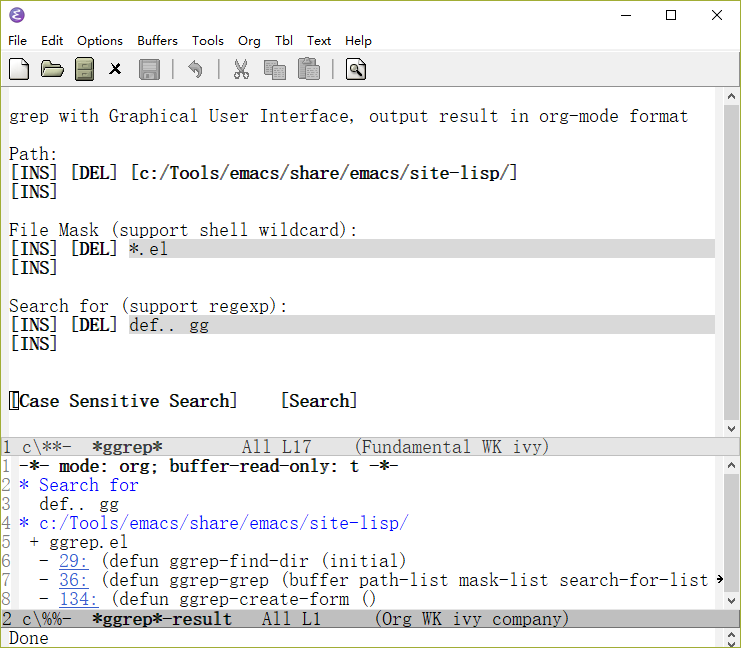 File Edit Options Buffers Tools Org Tbl Text Help
grep with Graphical User Interface, output result in org-mode format
Path:
[INS] [DEL] [c:/Tools/emacs/share/emacs/site-lisp/]
[INS]
File Mask (support shell wildcard):
[INS] [DEL] *.el
[INS]
Search for (support regexp):
[INS] [DEL] def.. gg
[INS]
[Case Sensitive Search] [Search]
1 c\**- *ggrep* All L17 (Fundamental WK ivy)
1 -*- mode: org; buffer-read-only: t -*-
2 * Search for
3 def.. gg
4 * c:/Tools/emacs/share/emacs/site-lisp/
5 + ggrep.el
6 - 29: (defun ggrep-find-dir (initial)
7 - 36: (defun ggrep-grep (buffer path-list mask-list search-for-list
8 - 134: (defun ggrep-create-form ()
2 c\%%- *ggrep*-result All L1 (Org WK ivy company)
Done